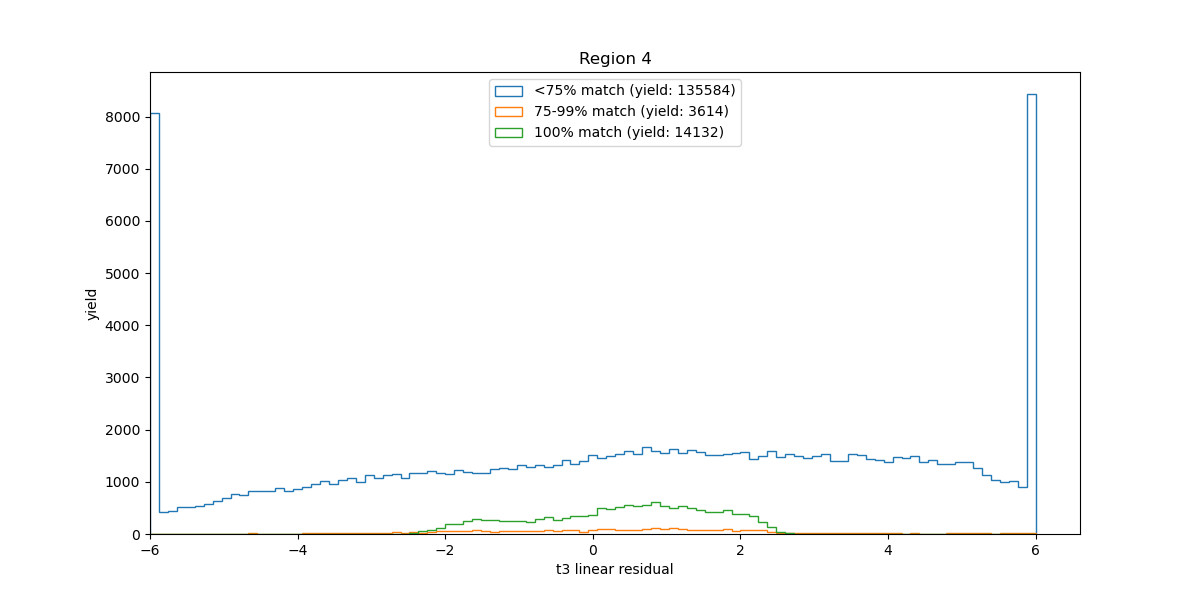 Region 4
<75% match (yield: 135584)
75-99% match (yield: 3614)
100% match (yield: 14132)
8000
7000
6000
5000
4000
3000
2000
1000
0
yield
−6 −4 −2 0 2 4 6
t3 linear residual